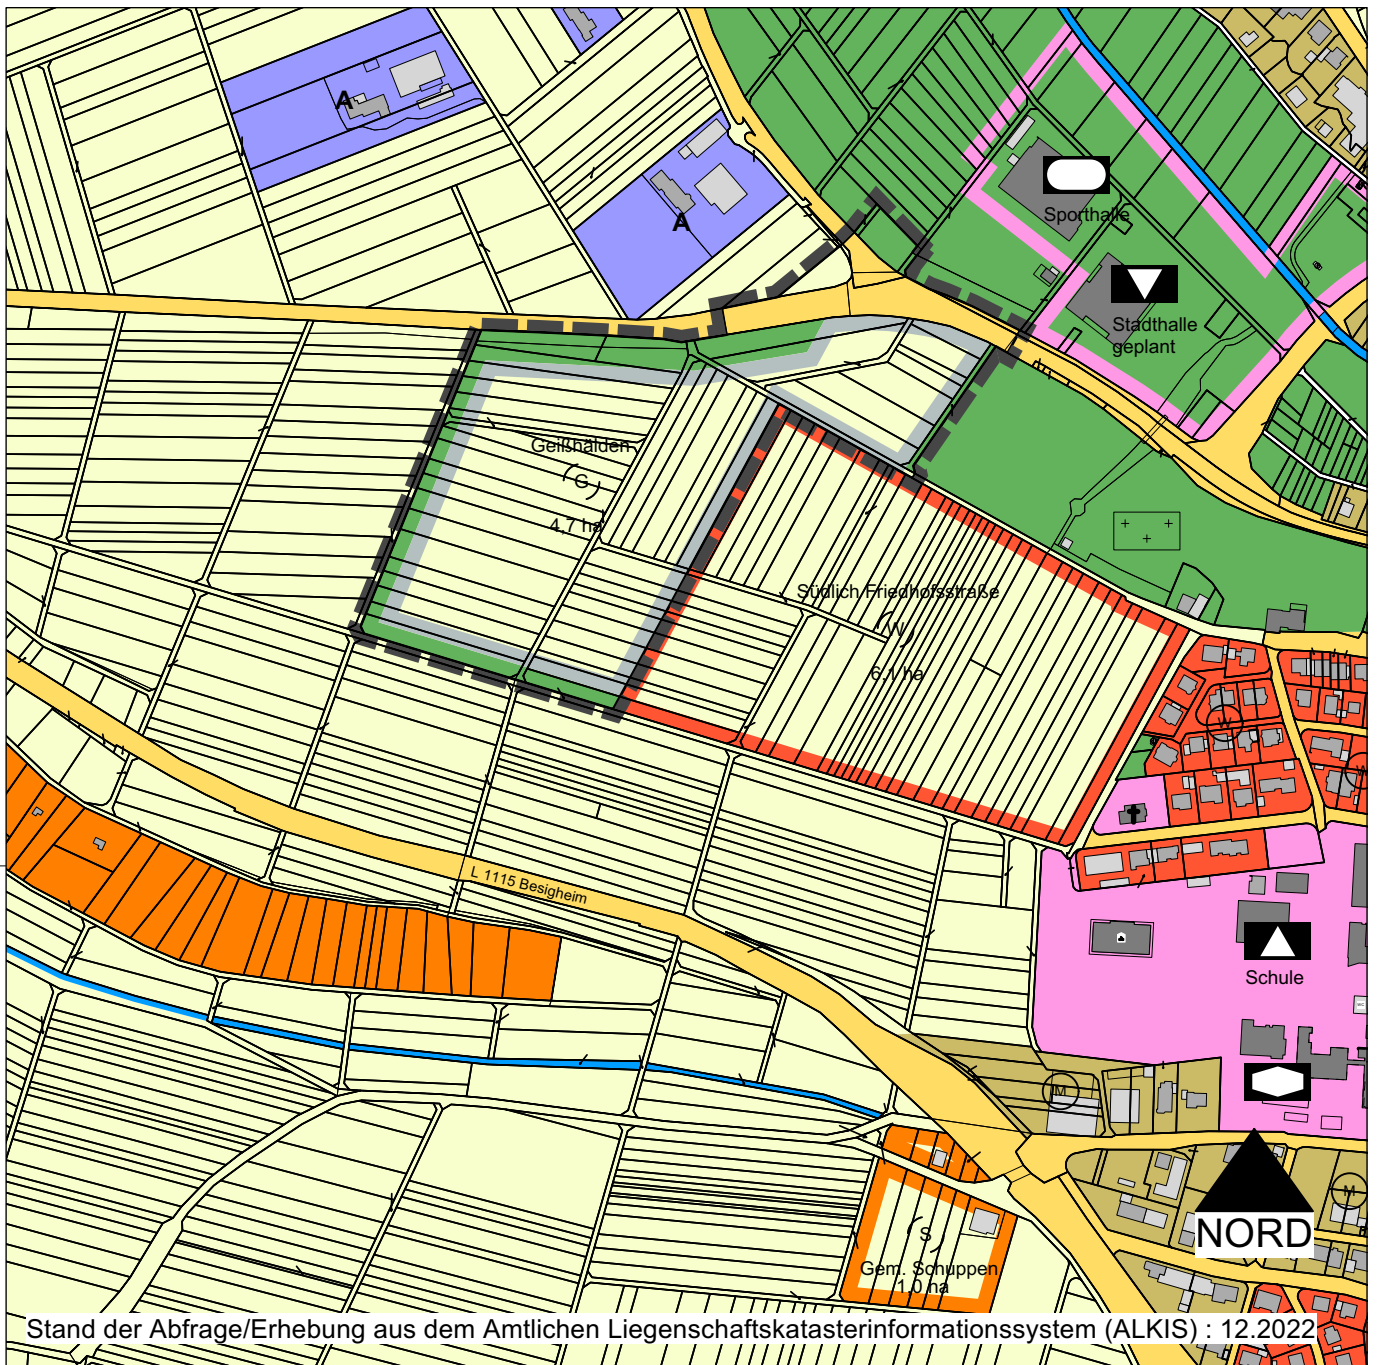 A
A
Sporthalle
Stadthalle
geplant
Geißhälden
G
4,7 ha
Südlich Friedhofsstraße
W
6,1 ha
W
W
L 1115 Besigheim
Schule
M
M
NORD
S
Gem. Schuppen
1,0 ha
Stand der Abfrage/Erhebung aus dem Amtlichen Liegenschaftskatasterinformationssystem (ALKIS) : 12.2022